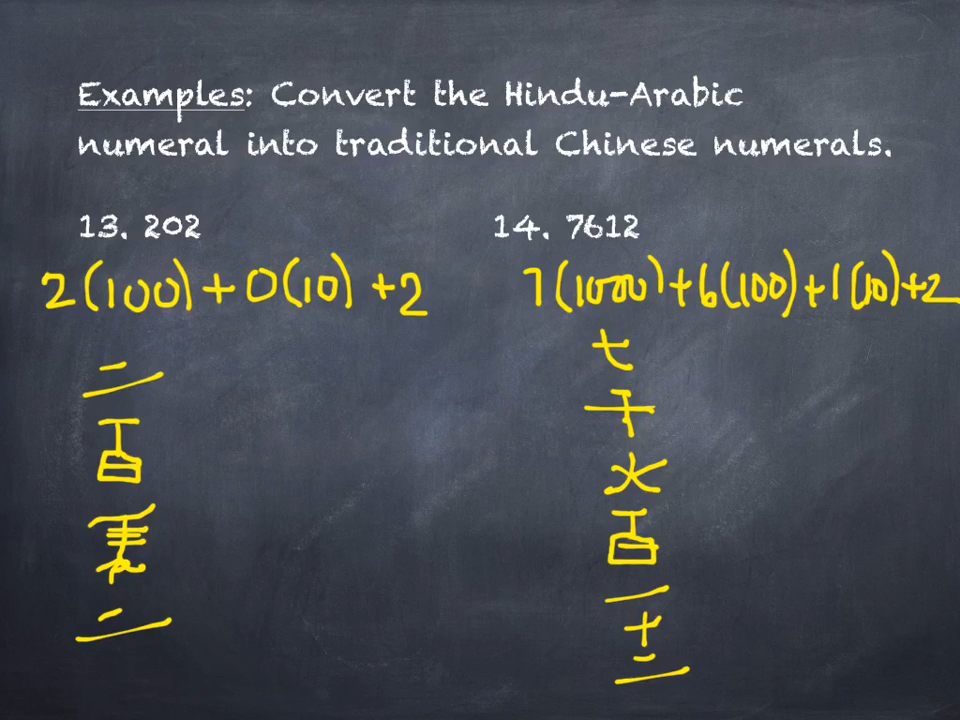 Examples: Convert the Hindu-Arabic
numeral into traditional Chinese numerals.
13. 202
2(100)+0(10)+2
二
百
零
二
14. 7612
7(1000)+6(100)+1(10)+2
七
千
六
百
一
十
二